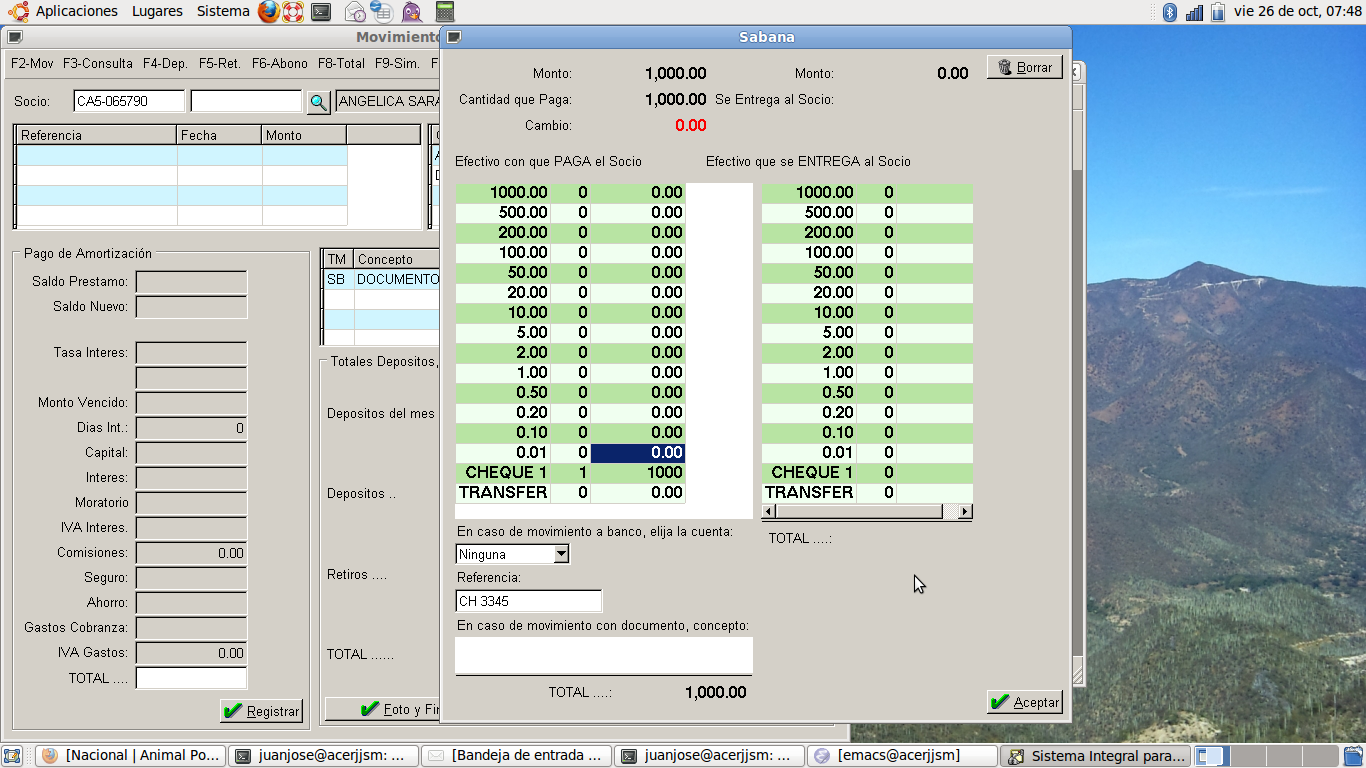 Aplicaciones Lugares Sistema vie 26 de oct, 07:48
Movimiento
F2-Mov F3-Consulta F4-Dep. F5-Ret. F6-Abono F8-Total F9-Sim. F
Socio: CA5-065790 ANGELICA SARA
Referencia Fecha Monto
Pago de Amortización
Saldo Prestamo:
Saldo Nuevo:
Tasa Interes:
Monto Vencido:
Dias Int.: 0
Capital:
Interes:
Moratorio
IVA Interes.
Comisiones: 0.00
Seguro:
Ahorro:
Gastos Cobranza:
IVA Gastos: 0.00
TOTAL ....
Registrar
TM Concepto
SB DOCUMENTO
Totales Depositos,
Depositos del mes
Depositos ..
Retiros ....
TOTAL ......
Foto y Fir
Sabana
Monto: 1,000.00 Monto: 0.00 Borrar
Cantidad que Paga: 1,000.00 Se Entrega al Socio:
Cambio: 0.00
Efectivo con que PAGA el Socio Efectivo que se ENTREGA al Socio
1000.00 0 0.00 1000.00 0
500.00 0 0.00 500.00 0
200.00 0 0.00 200.00 0
100.00 0 0.00 100.00 0
50.00 0 0.00 50.00 0
20.00 0 0.00 20.00 0
10.00 0 0.00 10.00 0
5.00 0 0.00 5.00 0
2.00 0 0.00 2.00 0
1.00 0 0.00 1.00 0
0.50 0 0.00 0.50 0
0.20 0 0.00 0.20 0
0.10 0 0.00 0.10 0
0.01 0 0.00 0.01 0
CHEQUE 1 1 1000 CHEQUE 1 0
TRANSFER 0 0.00 TRANSFER 0
En caso de movimiento a banco, elija la cuenta: TOTAL ....:
Ninguna
Referencia:
CH 3345
En caso de movimiento con documento, concepto:
TOTAL ....: 1,000.00
Aceptar
[Nacional | Animal Po... juanjose@acerjjsm: ... [Bandeja de entrada ... juanjose@acerjjsm: ... [emacs@acerjjsm] Sistema Integral para...